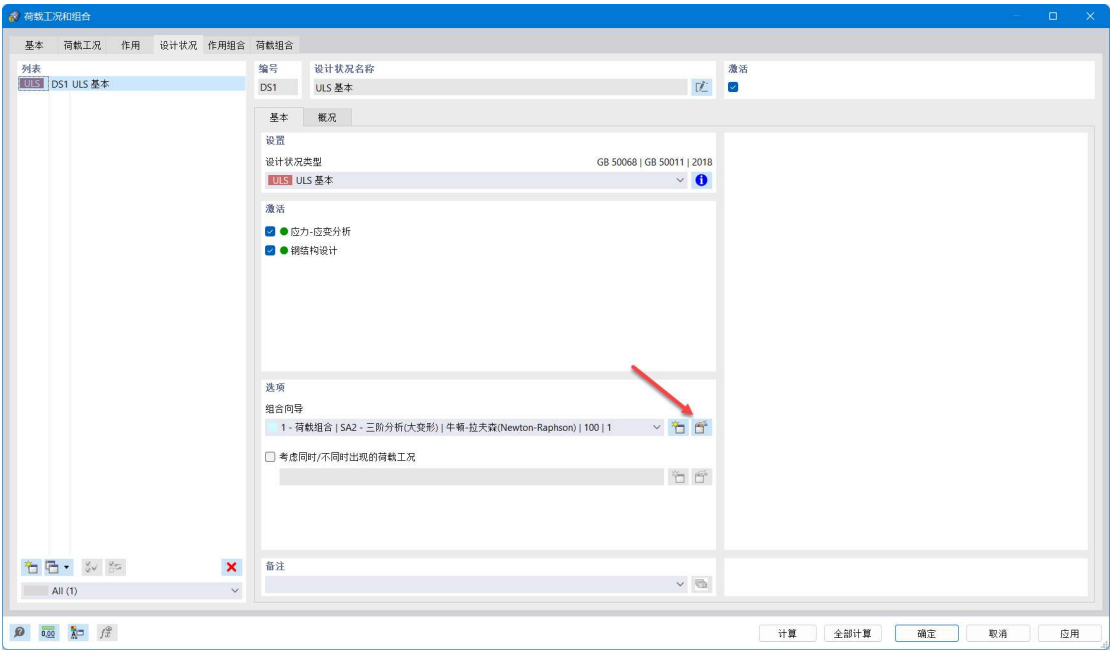 荷载工况和组合
基本 荷载工况 作用 设计状况 作用组合 荷载组合
列表
ULS DS1 ULS 基本
编号 设计状况名称
DS1 ULS 基本
激活
基本 概况
设置
设计状况类型 GB 50068 | GB 50011 | 2018
ULS ULS 基本
激活
应力-应变分析
钢结构设计
选项
组合向导
1 - 荷载组合 | SA2 - 三阶分析(大变形) | 牛顿-拉夫森(Newton-Raphson) | 100 | 1
考虑同时/不同时出现的荷载工况
备注
All (1)
0,00
计算 全部计算 确定 取消 应用